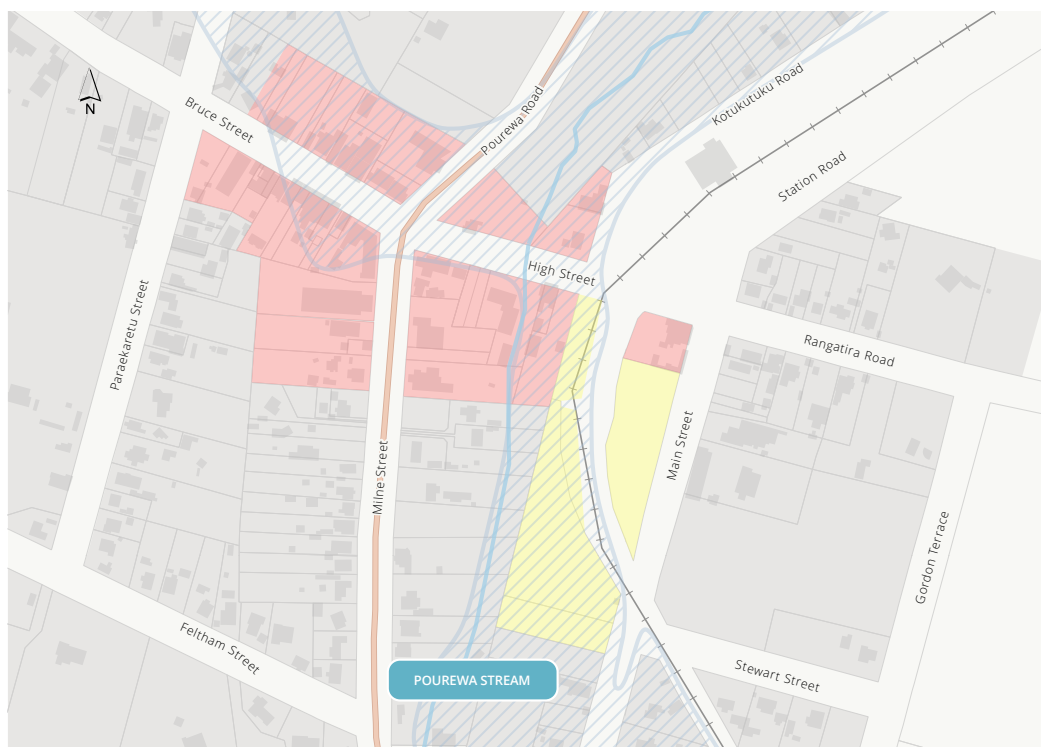 Kotukutuku Road
N
Bruce Street
Pourewa Road
Station Road
High Street
Paraekaretu Street
Rangatira Road
Main Street
Milne Street
Gordon Terrace
Feltham Street
Stewart Street
POUREWA STREAM